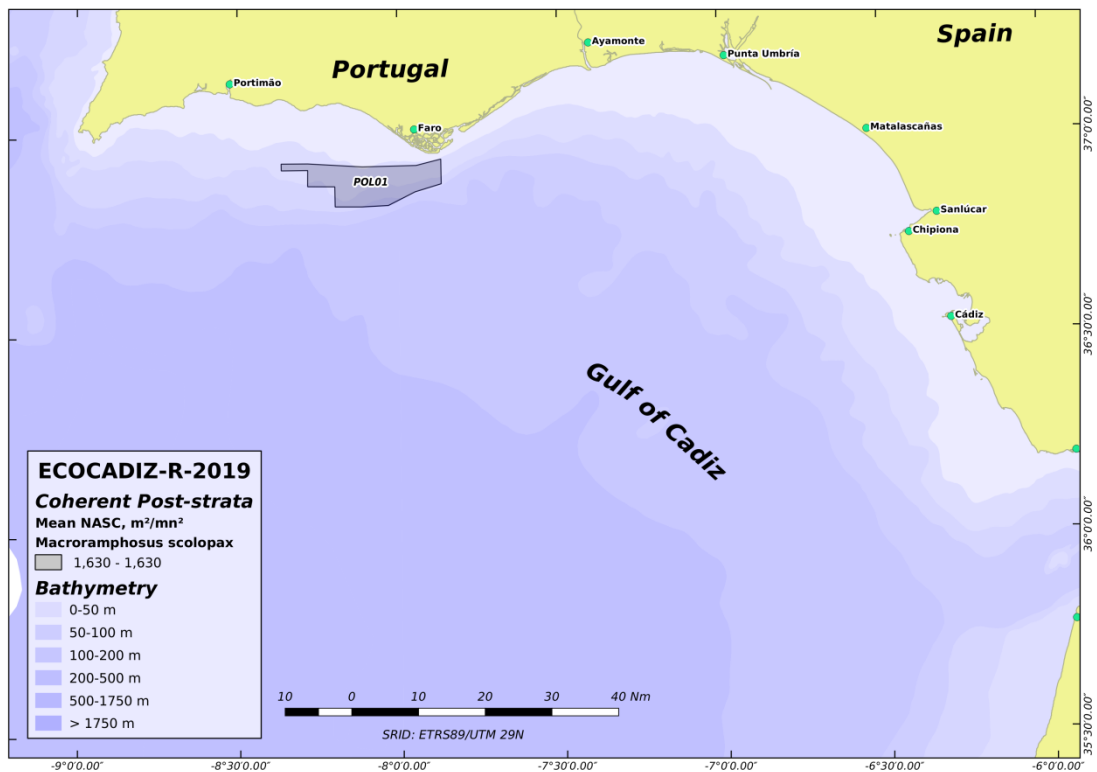 Spain
Portugal
Ayamonte
Punta Umbría
Portimão
Faro
Matalascañas
POL01
Sanlúcar
Chipiona
Cádiz
Gulf of Cadiz
ECOCADIZ-R-2019
Coherent Post-strata
Mean NASC, m²/mn²
Macroramphosus scolopax
1,630 - 1,630
Bathymetry
0-50 m
50-100 m
100-200 m
200-500 m
500-1750 m
> 1750 m
10 0 10 20 30 40 Nm
SRID: ETRS89/UTM 29N
37°0'0.00″
36°30'0.00″
36°0'0.00″
35°30'0.00″
-9°0'0.00″ -8°30'0.00″ -8°0'0.00″ -7°30'0.00″ -7°0'0.00″ -6°30'0.00″ -6°0'0.00″